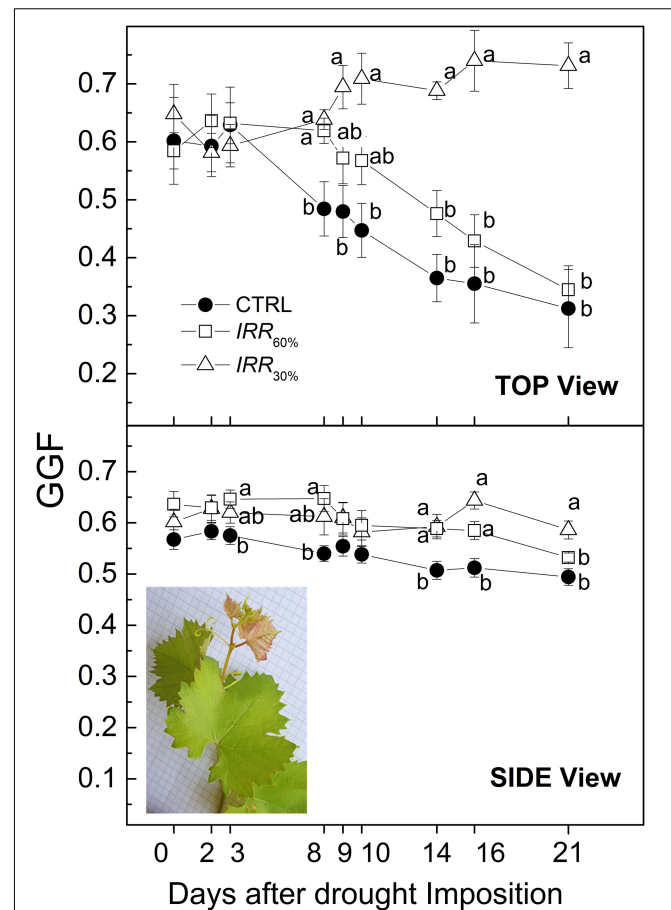 GGF
0.7
0.6
0.5
0.4
0.3
0.2
a
a
a
a
a
a
a
ab
ab
b
b
b
b
b
b
b
b
b
CTRL
IRR60%
IRR30%
TOP View
0.7
0.6
0.5
0.4
0.3
0.2
0.1
a
ab
b
a
ab
b
a
a
b
a
a
b
a
b
b
SIDE View
0 2 3 8 9 10 14 16 21
Days after drought Imposition